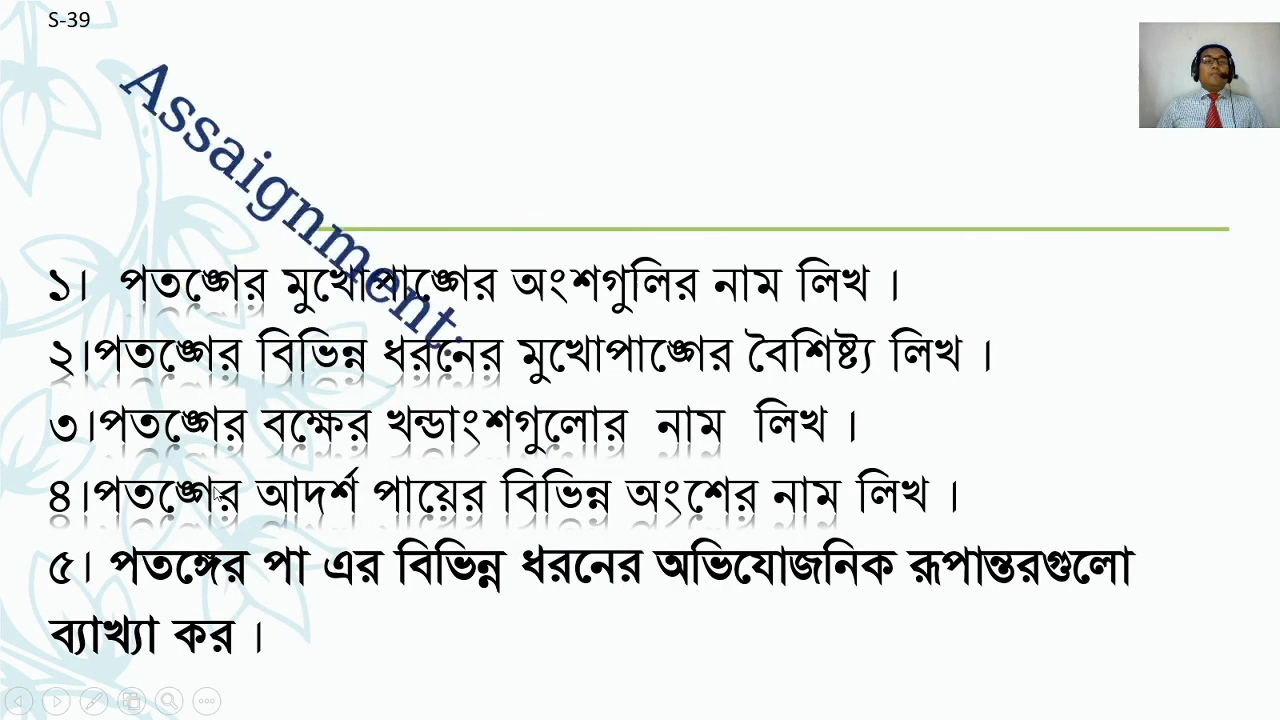 S-39
Assaignment:
১। পতঙ্গের মুখোপাঙ্গের অংশগুলির নাম লিখ ।
২।পতঙ্গের বিভিন্ন ধরনের মুখোপাঙ্গের বৈশিষ্ট্য লিখ ।
৩।পতঙ্গের বক্ষের খন্ডাংশগুলোর নাম লিখ ।
৪।পতঙ্গের আদর্শ পায়ের বিভিন্ন অংশের নাম লিখ ।
৫। পতঙ্গের পা এর বিভিন্ন ধরনের অভিযোজনিক রূপান্তরগুলো
ব্যাখ্যা কর ।